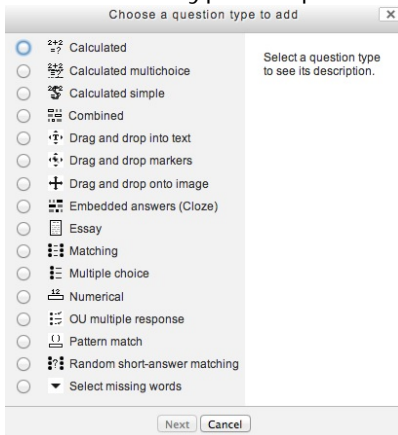 Choose a question type to add
Calculated
Select a question type
to see its description.
Calculated multichoice
Calculated simple
Combined
Drag and drop into text
Drag and drop markers
Drag and drop onto image
Embedded answers (Cloze)
Essay
Matching
Multiple choice
Numerical
OU multiple response
Pattern match
Random short-answer matching
Select missing words
Next Cancel